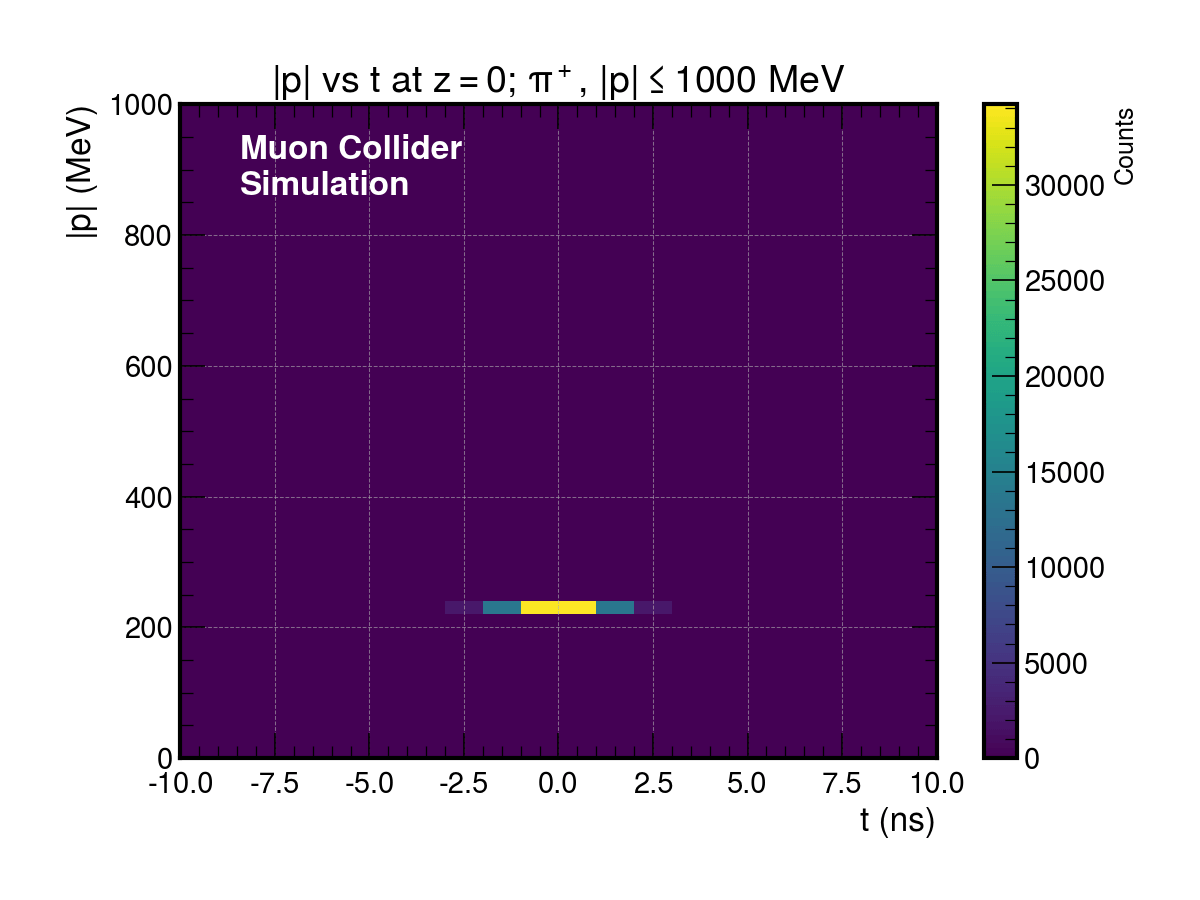 |p| vs t at z = 0; π⁺, |p| ≤ 1000 MeV
Muon Collider
Simulation
|p| (MeV)
1000
800
600
400
200
0
-10.0 -7.5 -5.0 -2.5 0.0 2.5 5.0 7.5 10.0
t (ns)
Counts
30000
25000
20000
15000
10000
5000
0